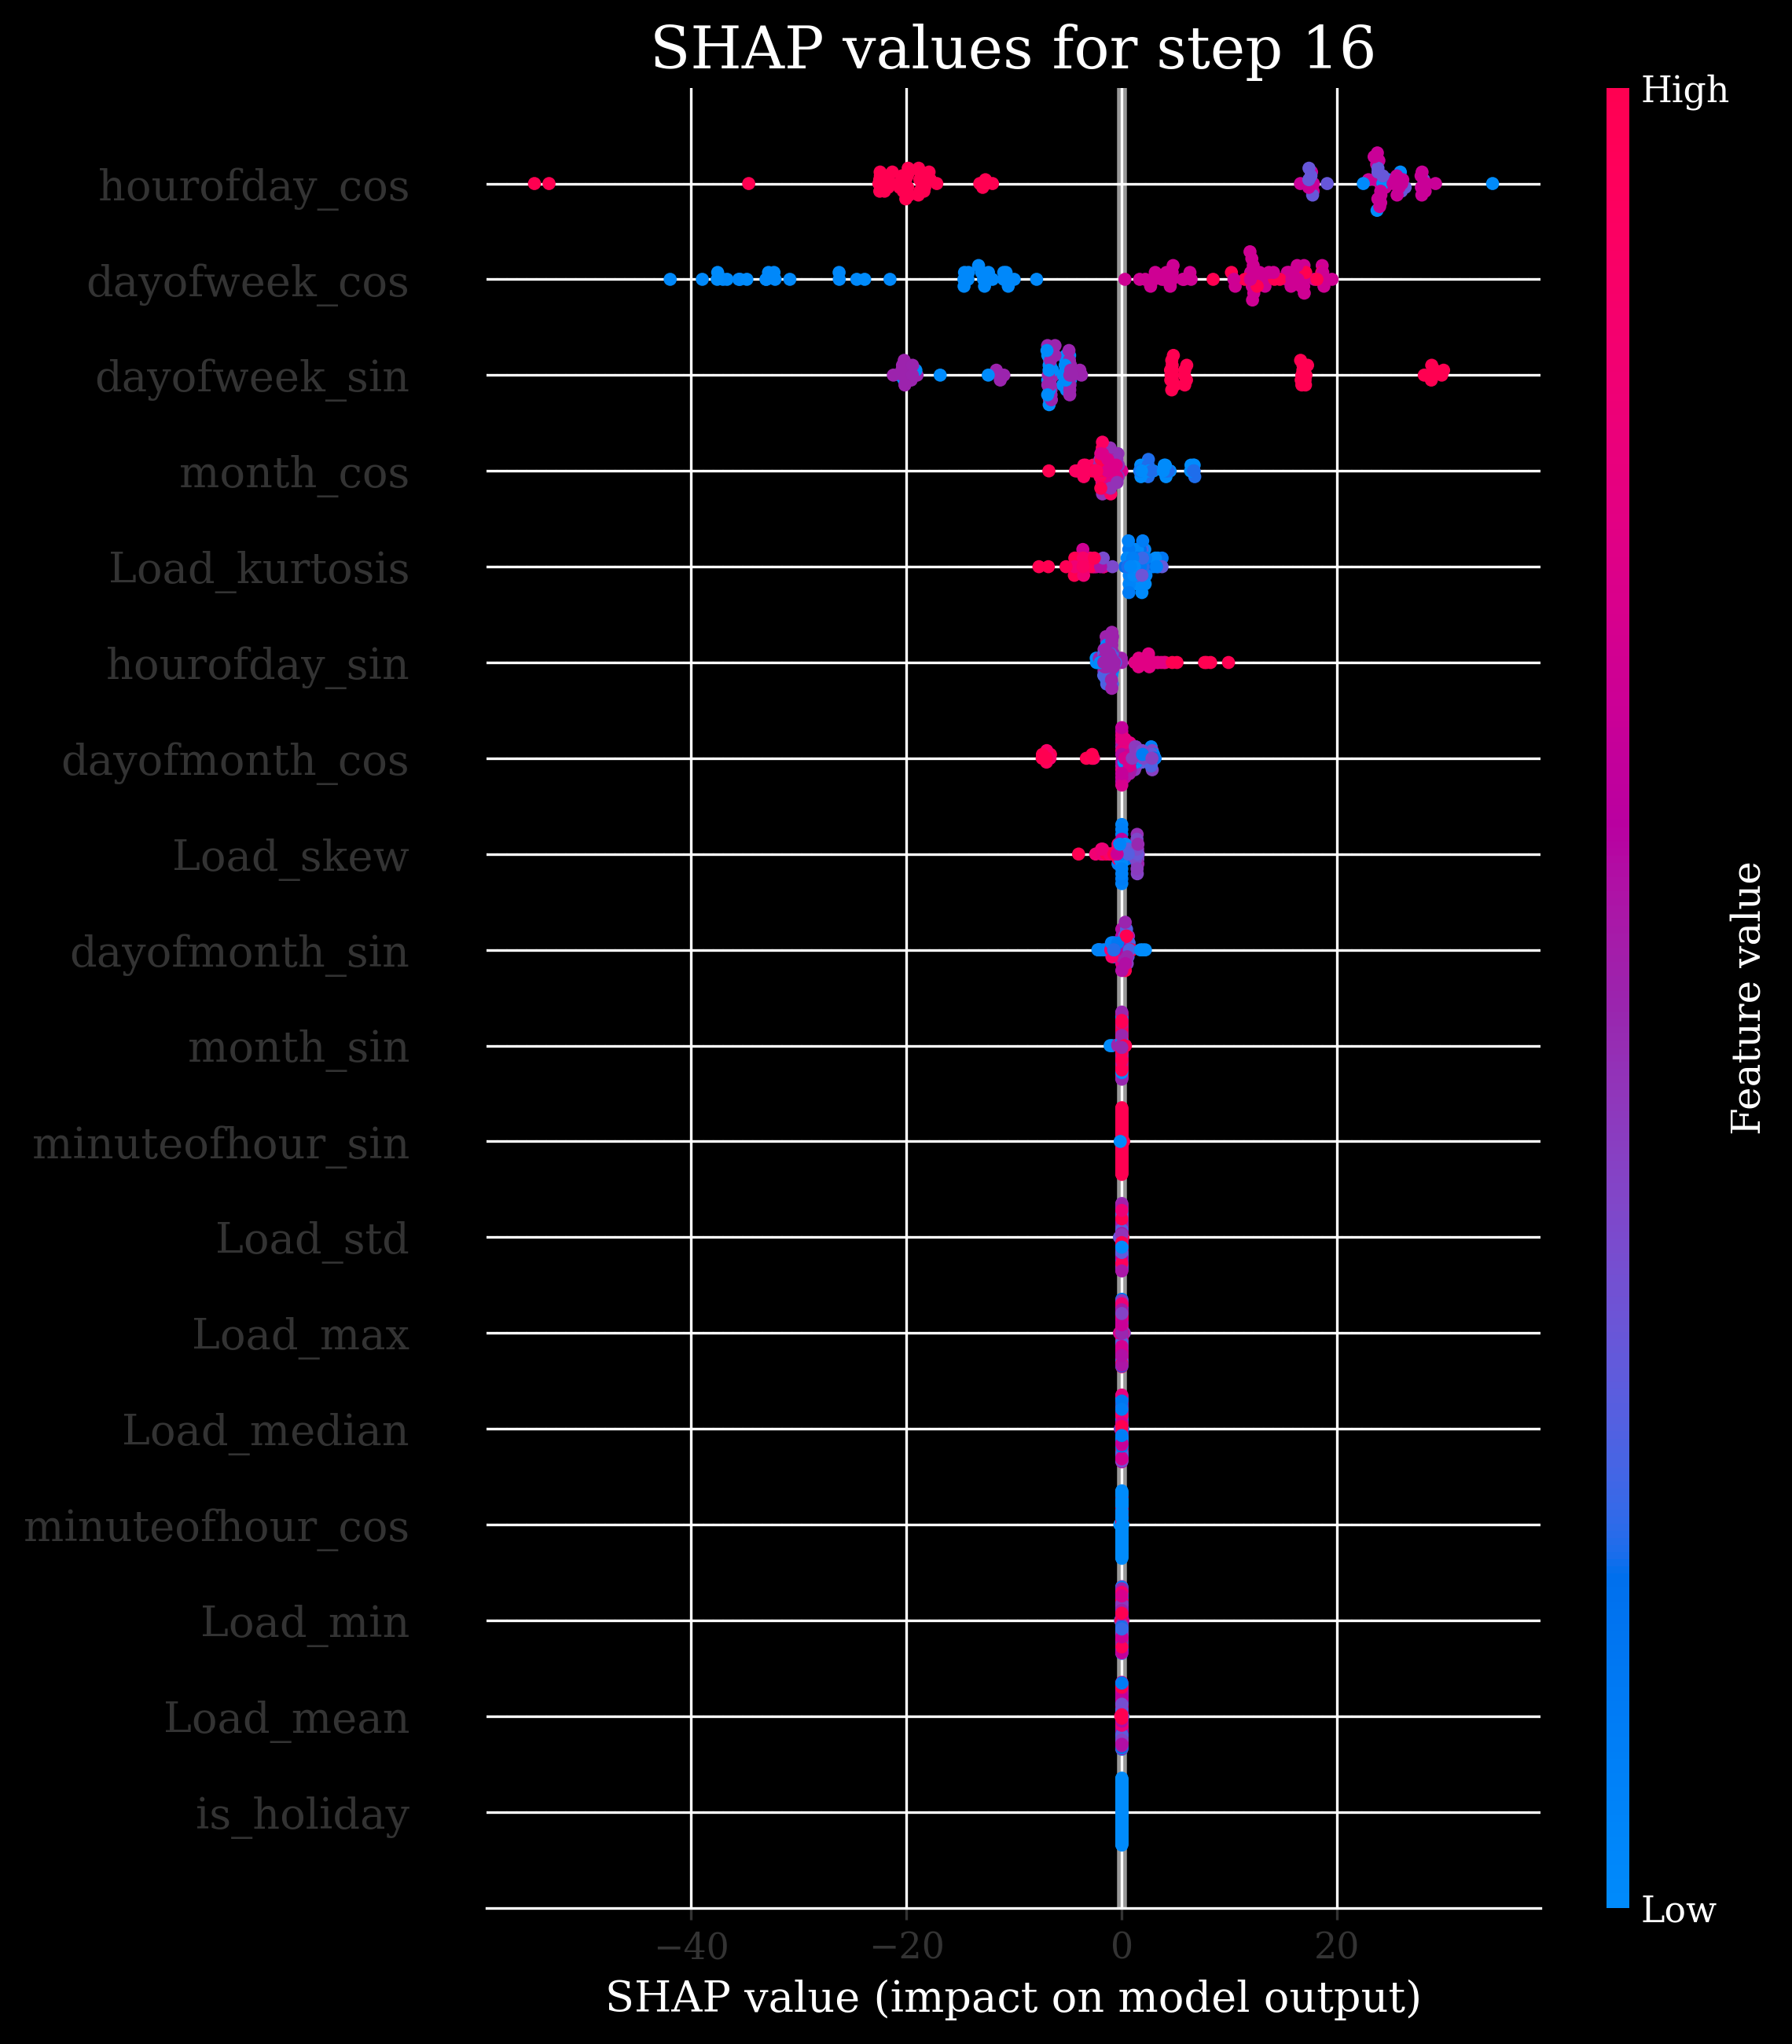 SHAP values for step 16
High
hourofday_cos
dayofweek_cos
dayofweek_sin
month_cos
Load_kurtosis
hourofday_sin
dayofmonth_cos
Load_skew
dayofmonth_sin
month_sin
minuteofhour_sin
Load_std
Load_max
Load_median
minuteofhour_cos
Load_min
Load_mean
is_holiday
Feature value
Low
−40 −20 0 20
SHAP value (impact on model output)